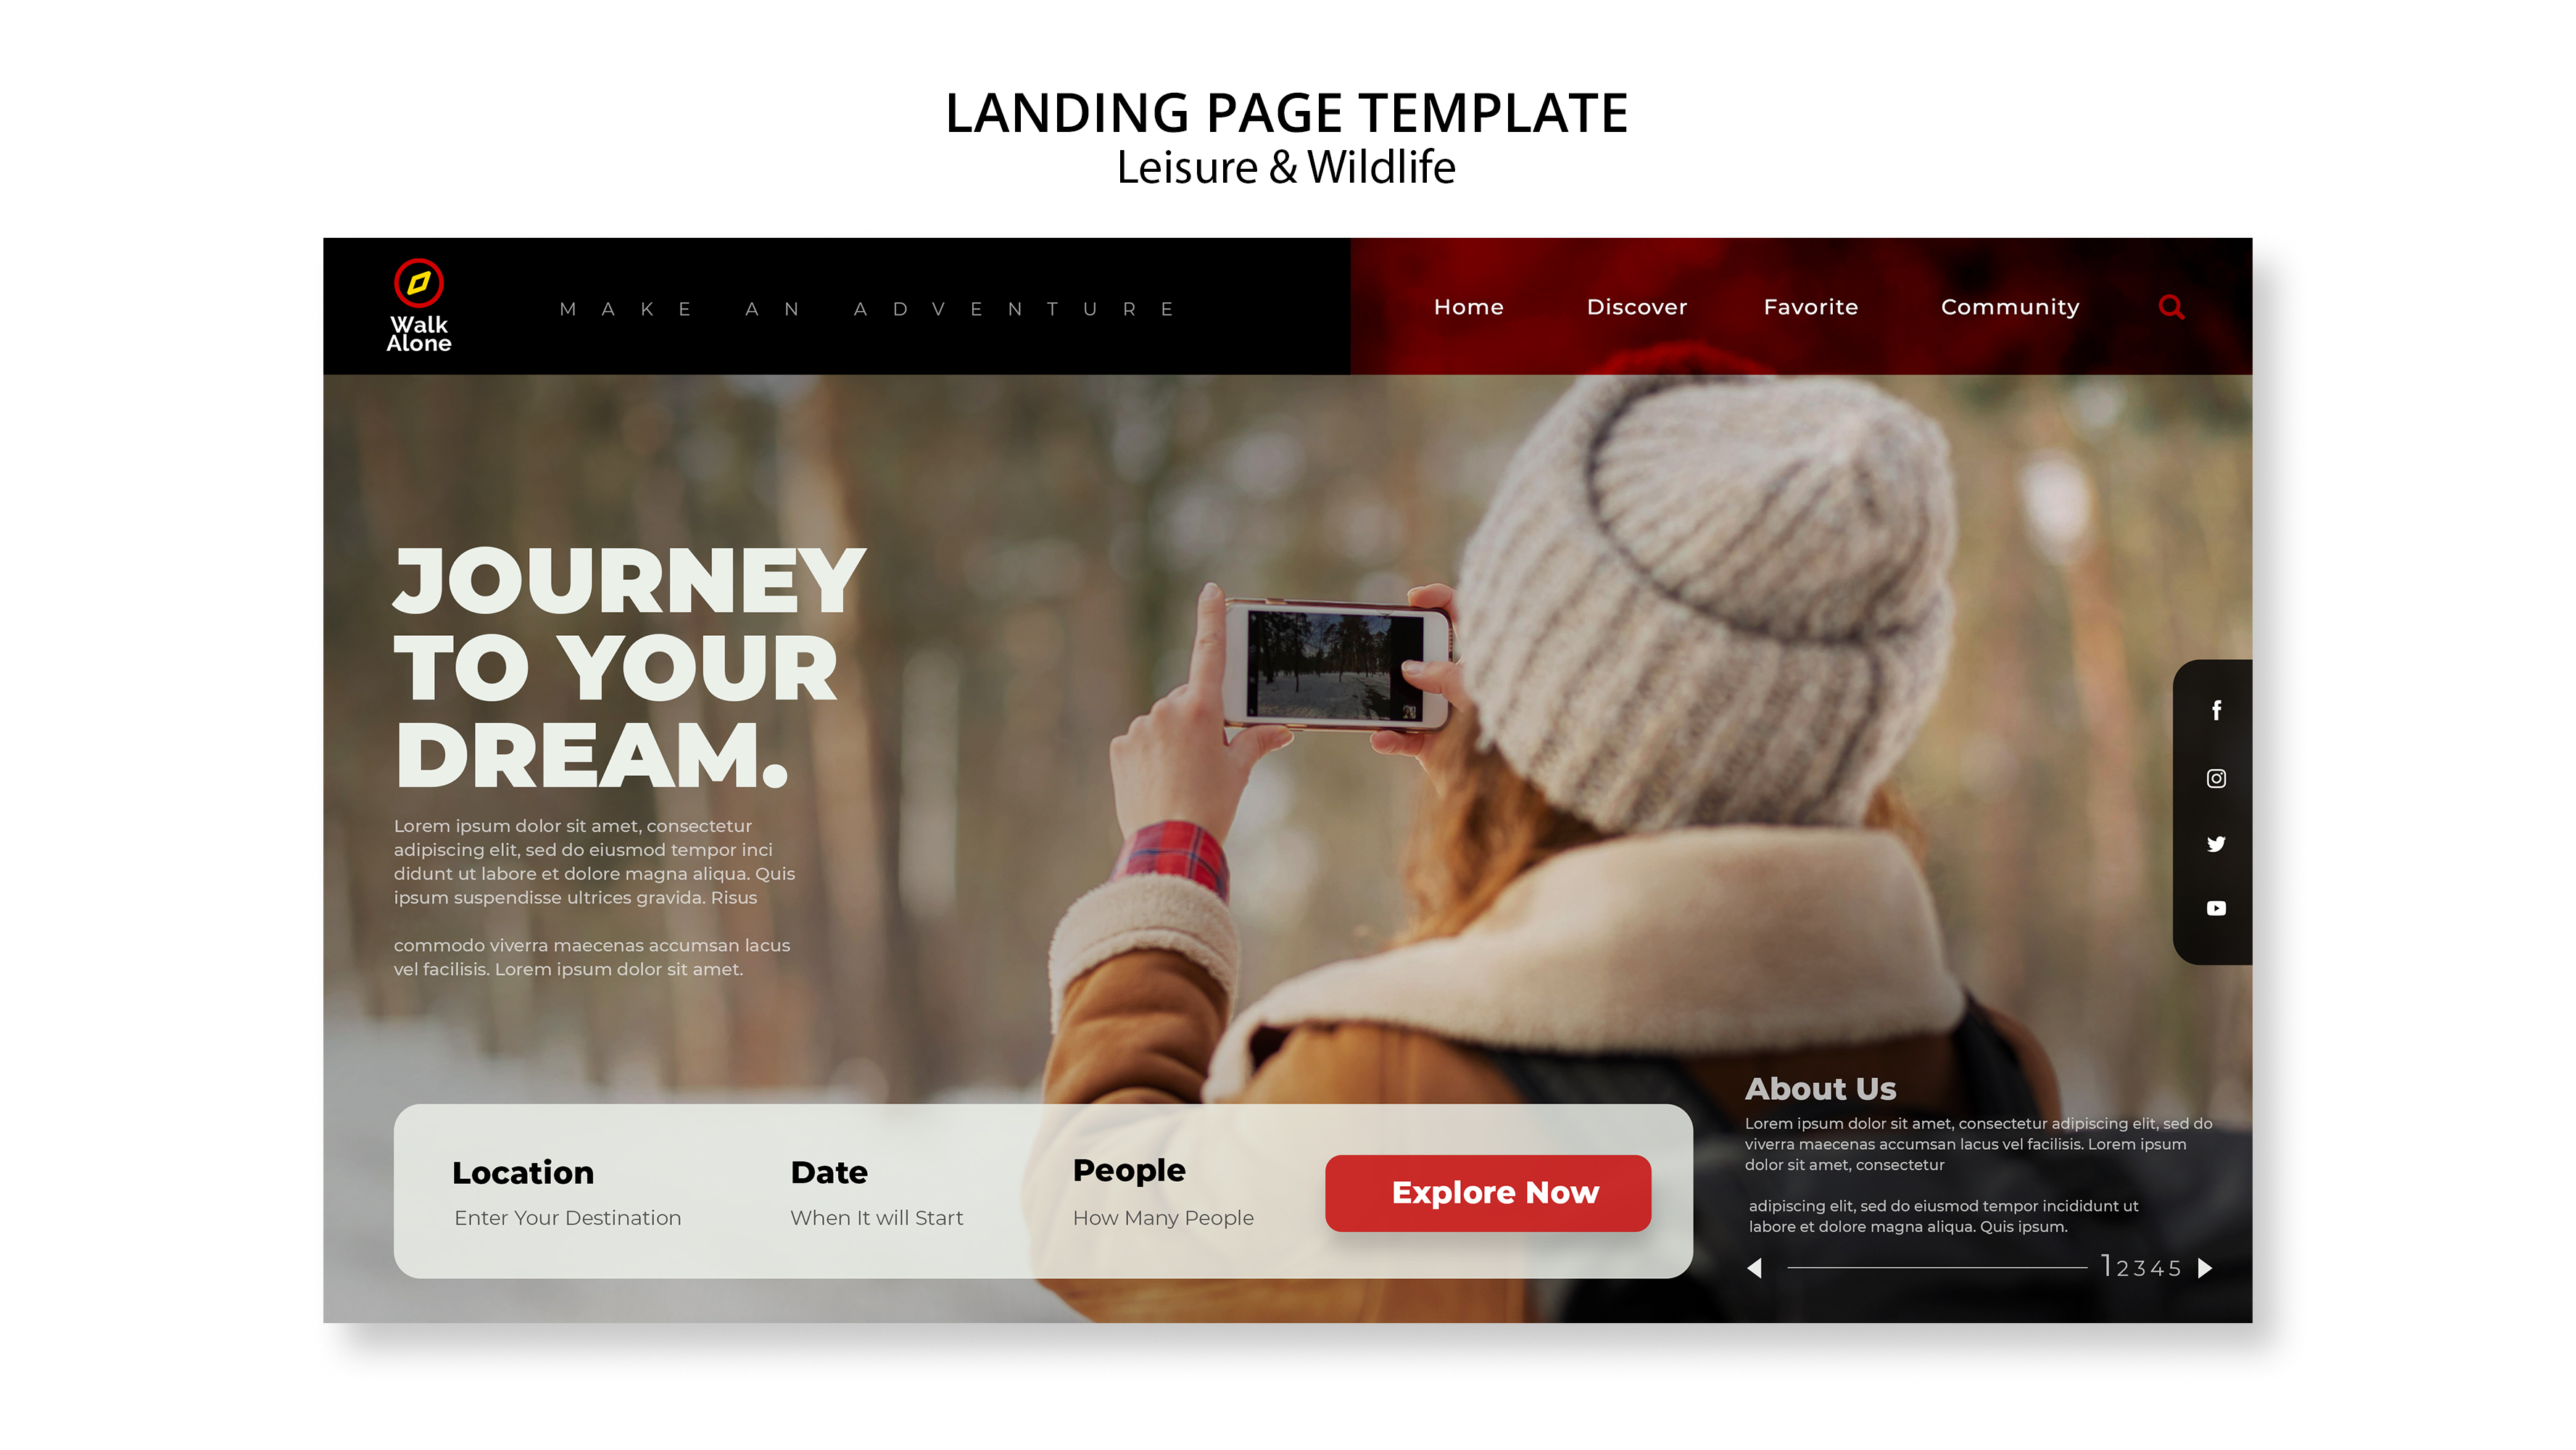 LANDING PAGE TEMPLATE
Leisure & Wildlife
Walk
Alone
MAKE AN ADVENTURE
Home Discover Favorite Community
JOURNEY
TO YOUR
DREAM.
Lorem ipsum dolor sit amet, consectetur
adipiscing elit, sed do eiusmod tempor inci
didunt ut labore et dolore magna aliqua. Quis
ipsum suspendisse ultrices gravida. Risus
commodo viverra maecenas accumsan lacus
vel facilisis. Lorem ipsum dolor sit amet.
Location
Enter Your Destination
Date
When It will Start
People
How Many People
Explore Now
About Us
Lorem ipsum dolor sit amet, consectetur adipiscing elit, sed do
viverra maecenas accumsan lacus vel facilisis. Lorem ipsum
dolor sit amet, consectetur
adipiscing elit, sed do eiusmod tempor incididunt ut
labore et dolore magna aliqua. Quis ipsum.
1 2 3 4 5